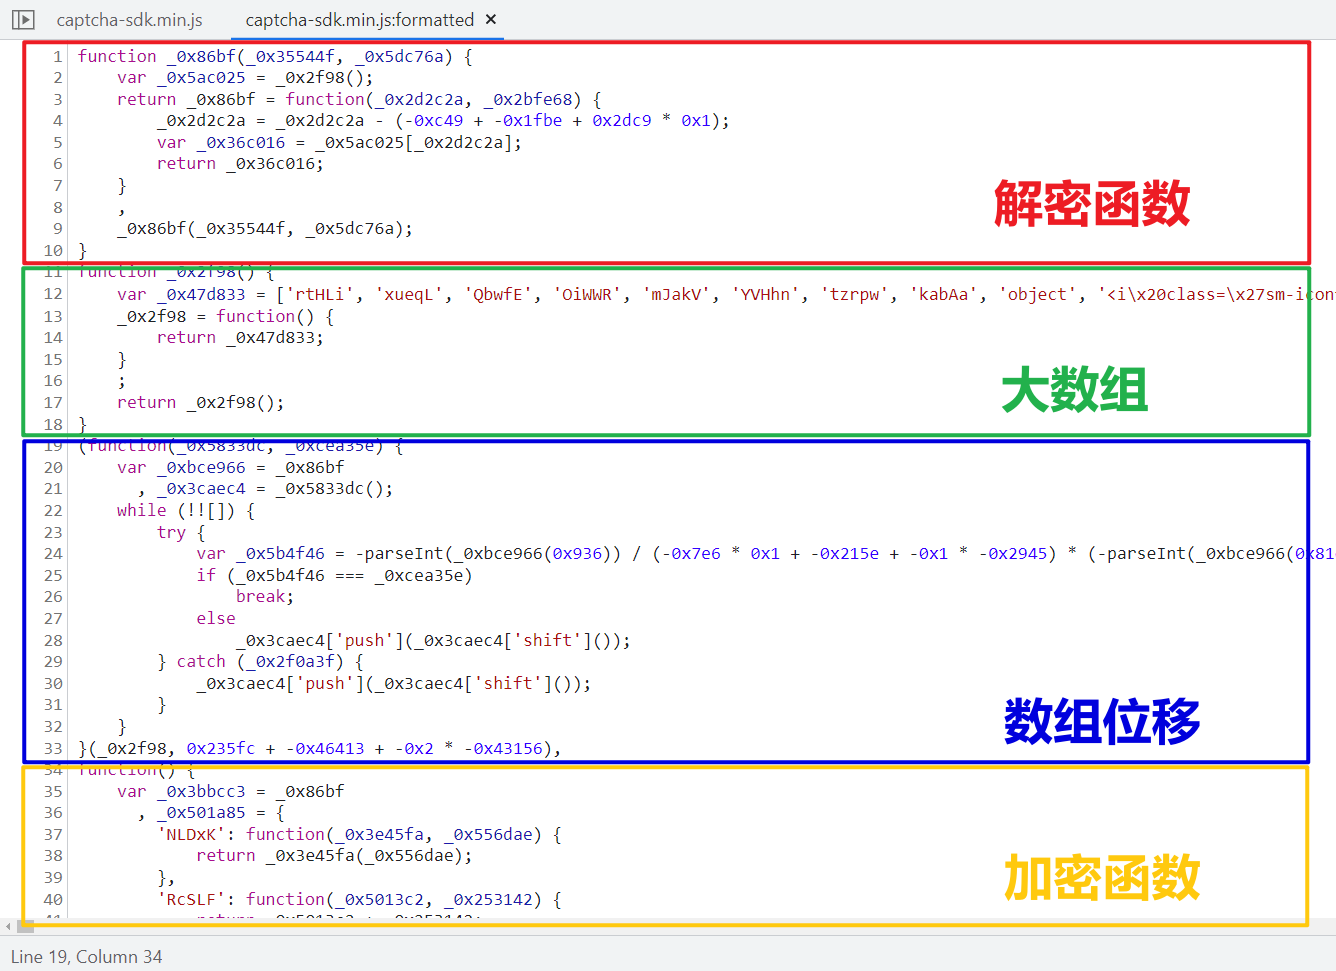 captcha-sdk.min.js captcha-sdk.min.js:formatted ×
1 function _0x86bf(_0x35544f, _0x5dc76a) {
2 var _0x5ac025 = _0x2f98();
3 return _0x86bf = function(_0x2d2c2a, _0x2bfe68) {
4 _0x2d2c2a = _0x2d2c2a - (-0xc49 + -0x1fbe + 0x2dc9 * 0x1);
5 var _0x36c016 = _0x5ac025[_0x2d2c2a];
6 return _0x36c016;
7 }
8 ,
9 _0x86bf(_0x35544f, _0x5dc76a);
10 }
解密函数
11 function _0x2f98() {
12 var _0x47d833 = ['rtHLi', 'xueqL', 'QbwfE', 'OiWWR', 'mJakV', 'YVHhn', 'tzrpw', 'kabAa', 'object', '<i\x20class=\x27sm-icon
13 _0x2f98 = function() {
14 return _0x47d833;
15 }
16 ;
17 return _0x2f98();
18 }
大数组
19 (function(_0x5833dc, _0xcea35e) {
20 var _0xbce966 = _0x86bf
21 , _0x3caec4 = _0x5833dc();
22 while (!![]) {
23 try {
24 var _0x5b4f46 = -parseInt(_0xbce966(0x936)) / (-0x7e6 * 0x1 + -0x215e + -0x1 * -0x2945) * (-parseInt(_0xbce966(0x81
25 if (_0x5b4f46 === _0xcea35e)
26 break;
27 else
28 _0x3caec4['push'](_0x3caec4['shift']());
29 } catch (_0x2f0a3f) {
30 _0x3caec4['push'](_0x3caec4['shift']());
31 }
32 }
33 }(_0x2f98, 0x235fc + -0x46413 + -0x2 * -0x43156),
数组位移
34 function() {
35 var _0x3bbcc3 = _0x86bf
36 , _0x501a85 = {
37 'NLDxK': function(_0x3e45fa, _0x556dae) {
38 return _0x3e45fa(_0x556dae);
39 },
40 'RcSLF': function(_0x5013c2, _0x253142) {
41 return _0x5013c2 + _0x253142;
加密函数
Line 19, Column 34